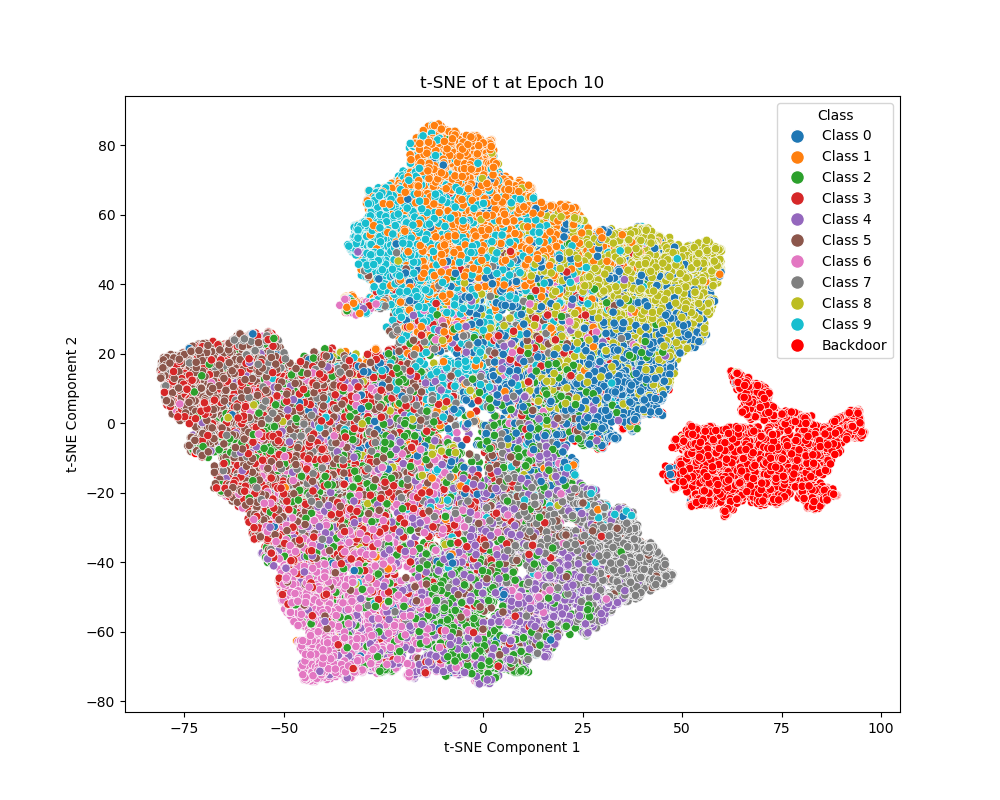 t-SNE of t at Epoch 10
Class
Class 0
Class 1
Class 2
Class 3
Class 4
Class 5
Class 6
Class 7
Class 8
Class 9
Backdoor
t-SNE Component 2
80
60
40
20
0
−20
−40
−60
−80
−75
−50
−25
0
25
50
75
100
t-SNE Component 1